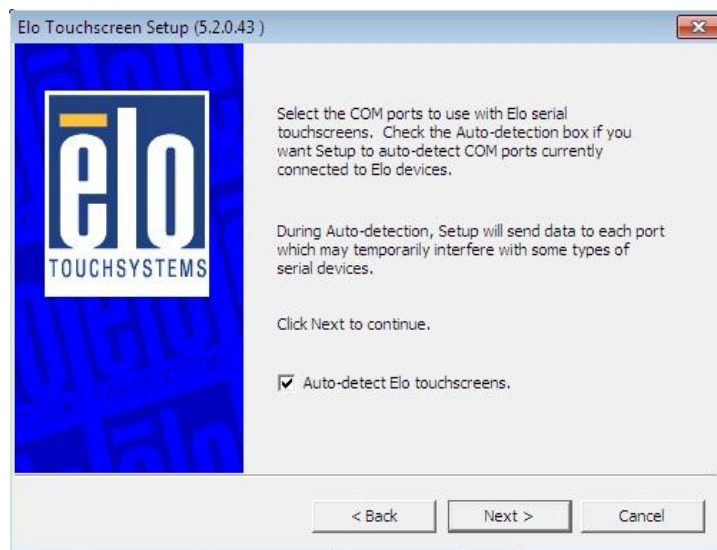 Elo Touchscreen Setup (5.2.0.43 )
Select the COM ports to use with Elo serial
touchscreens.  Check the Auto-detection box if you
want Setup to auto-detect COM ports currently
connected to Elo devices.
During Auto-detection, Setup will send data to each port
which may temporarily interfere with some types of
serial devices.
Click Next to continue.
Auto-detect Elo touchscreens.
ēlo
TOUCHSYSTEMS
< Back
Next >
Cancel